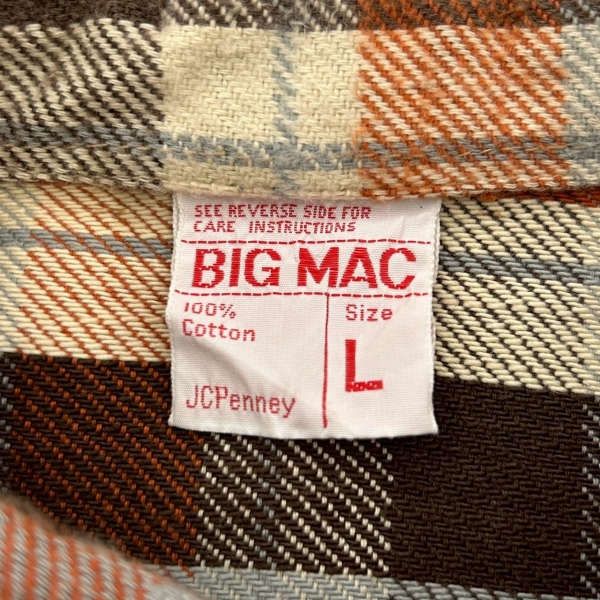 SEE REVERSE SIDE FOR
CARE INSTRUCTIONS
BIG MAC
100%
Cotton
JCPenney
Size
L